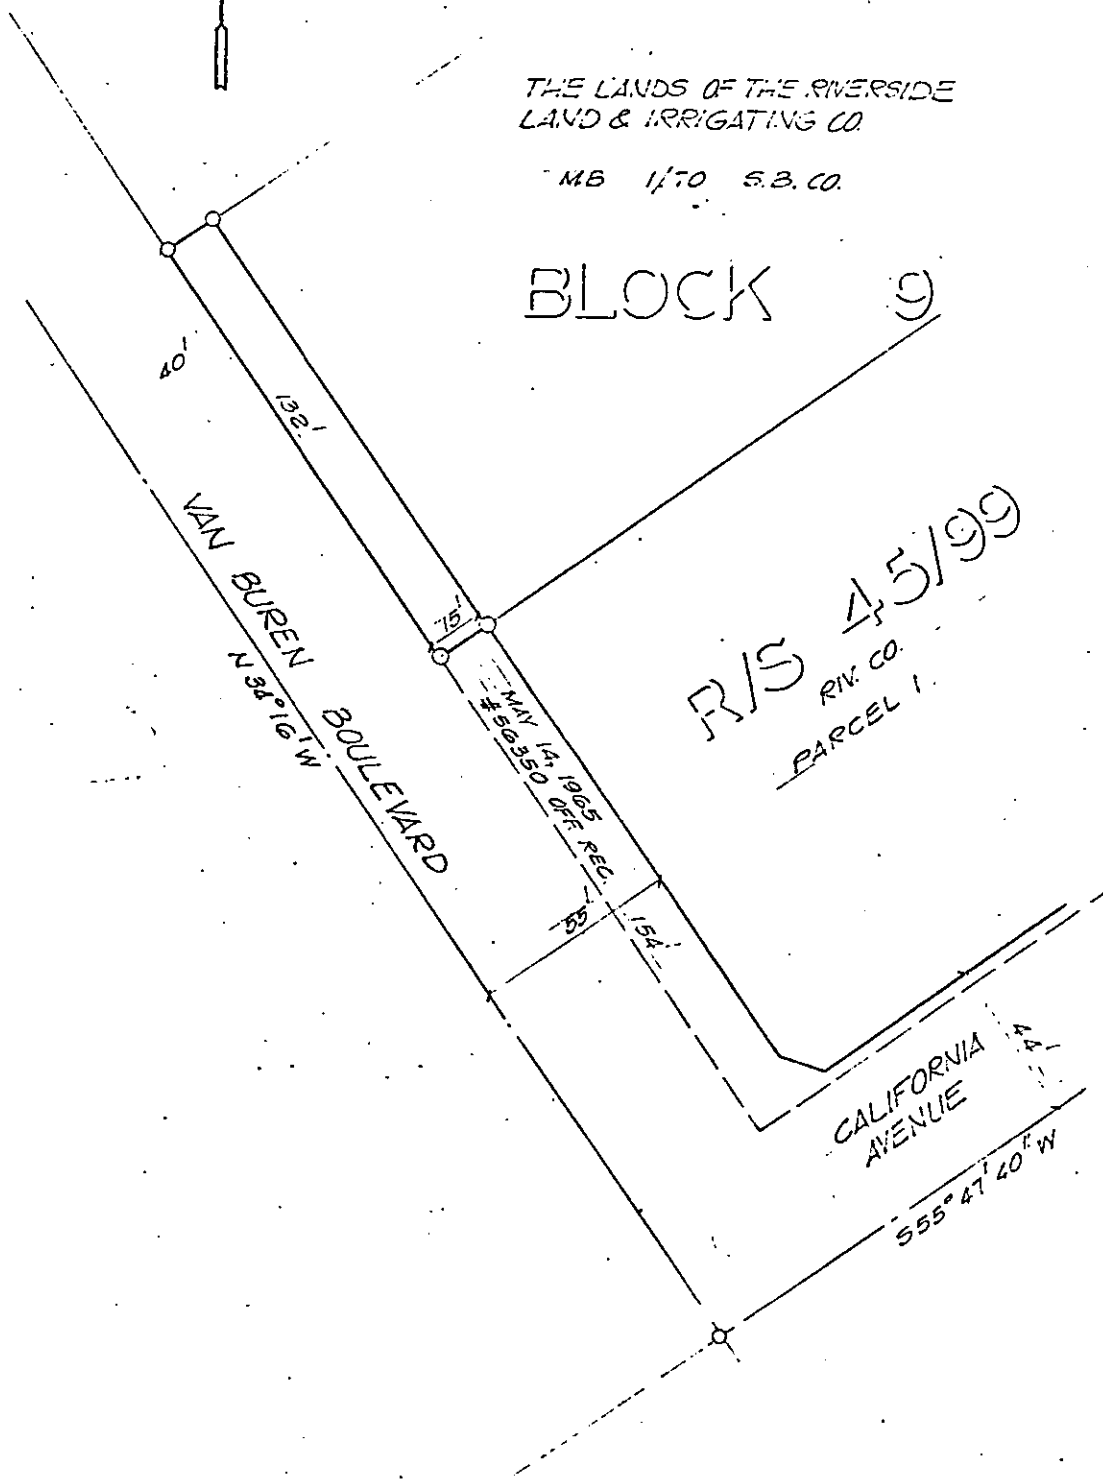 THE LANDS OF THE RIVERSIDE
LAND & IRRIGATING CO.
MB 1/70 S.B. CO.
BLOCK 9
40'
132'
VAN BUREN BOULEVARD
N 34° 16' W
15'
MAY 14, 1965
#56350 OFF. REC.
R/S 45/99
RIV. CO.
PARCEL 1.
55'
154'
44'
CALIFORNIA
AVENUE
S 55° 47' 40" W